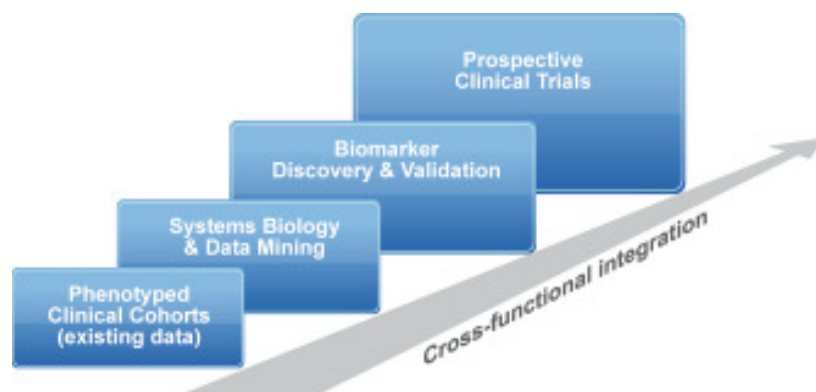 Prospective
Clinical Trials
Biomarker
Discovery & Validation
Systems Biology
& Data Mining
Phenotyped
Clinical Cohorts
(existing data)
Cross-functional integration